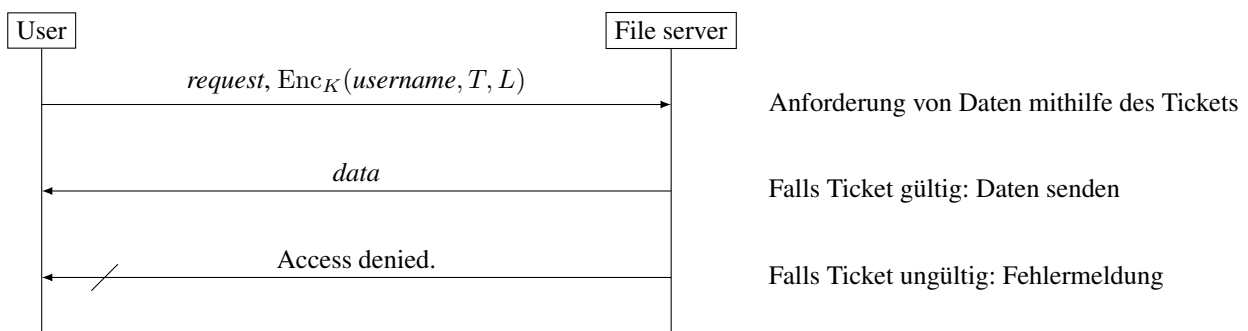 User
File server
request, Enc_K(username, T, L)
Anforderung von Daten mithilfe des Tickets
data
Falls Ticket gültig: Daten senden
Access denied.
Falls Ticket ungültig: Fehlermeldung